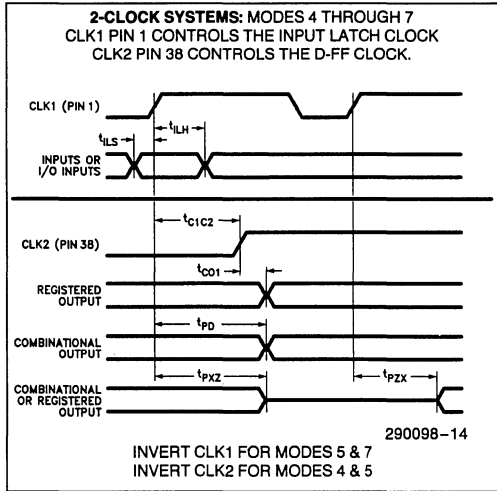 2-CLOCK SYSTEMS: MODES 4 THROUGH 7
CLK1 PIN 1 CONTROLS THE INPUT LATCH CLOCK
CLK2 PIN 38 CONTROLS THE D-FF CLOCK.
CLK1 (PIN 1)
tILS
tILH
INPUTS OR
I/O INPUTS
tC1C2
CLK2 (PIN 38)
tCO1
REGISTERED
OUTPUT
tPD
COMBINATIONAL
OUTPUT
tPXZ
tPZX
COMBINATIONAL
OR REGISTERED
OUTPUT
290098-14
INVERT CLK1 FOR MODES 5 & 7
INVERT CLK2 FOR MODES 4 & 5